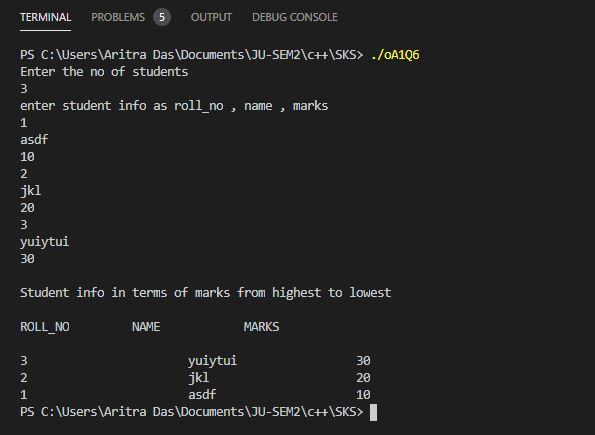 TERMINAL PROBLEMS 5 OUTPUT DEBUG CONSOLE
PS C:\Users\Aritra Das\Documents\JU-SEM2\c++\SKS> ./oA1Q6
Enter the no of students
3
enter student info as roll_no , name , marks
1
asdf
10
2
jkl
20
3
yuiytui
30
Student info in terms of marks from highest to lowest
ROLL_NO NAME MARKS
3 yuiytui 30
2 jkl 20
1 asdf 10
PS C:\Users\Aritra Das\Documents\JU-SEM2\c++\SKS>